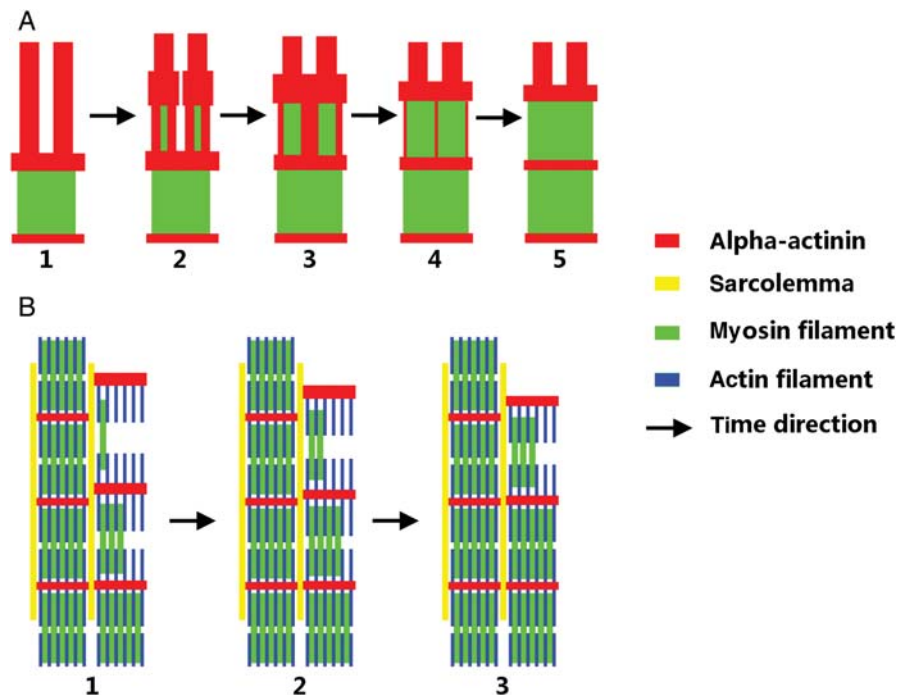 A
1
2
3
4
5
Alpha-actinin
Sarcolemma
Myosin filament
Actin filament
Time direction
B
1
2
3